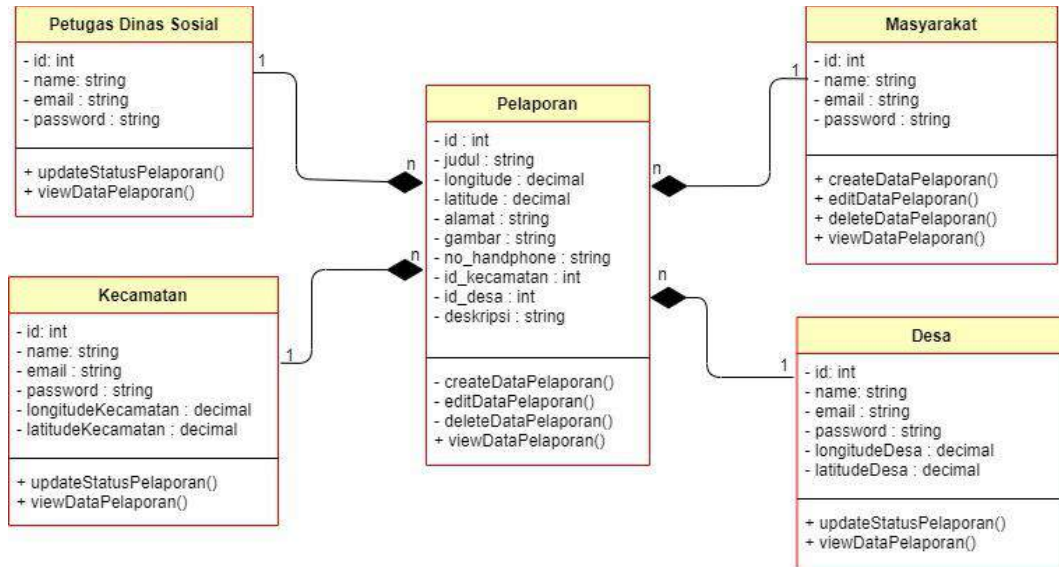 Petugas Dinas Sosial
- id: int
- name: string
- email : string
- password : string
+ updateStatusPelaporan()
+ viewDataPelaporan()
1
n
Pelaporan
- id : int
- judul : string
- longitude : decimal
- latitude : decimal
- alamat : string
- gambar : string
- no_handphone : string
- id_kecamatan : int
- id_desa : int
- deskripsi : string
- createDataPelaporan()
- editDataPelaporan()
- deleteDataPelaporan()
+ viewDataPelaporan()
n
1
Masyarakat
- id: int
- name: string
- email : string
- password : string
+ createDataPelaporan()
+ editDataPelaporan()
+ deleteDataPelaporan()
+ viewDataPelaporan()
n
1
Kecamatan
- id: int
- name: string
- email : string
- password : string
- longitudeKecamatan : decimal
- latitudeKecamatan : decimal
+ updateStatusPelaporan()
+ viewDataPelaporan()
n
1
Desa
- id: int
- name: string
- email : string
- password : string
- longitudeDesa : decimal
- latitudeDesa : decimal
+ updateStatusPelaporan()
+ viewDataPelaporan()